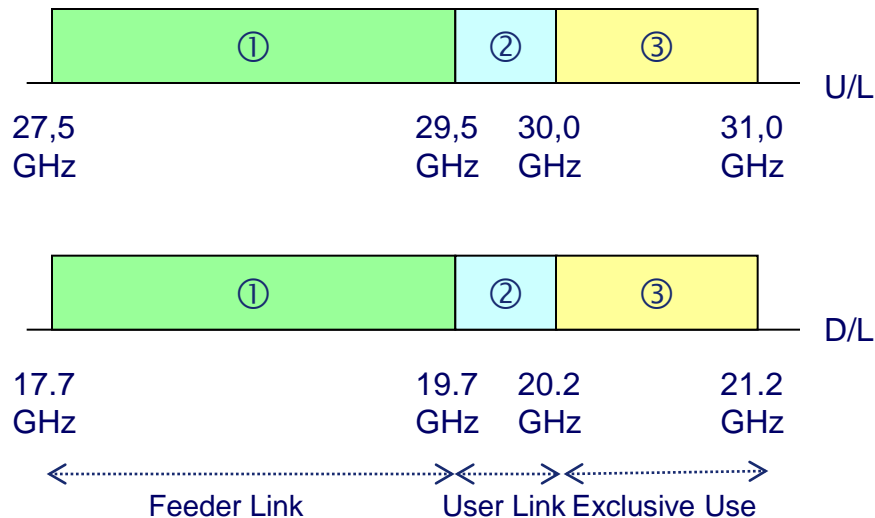 ① ② ③
U/L
27,5 29,5 30,0 31,0
GHz GHz GHz GHz
① ② ③
D/L
17.7 19.7 20.2 21.2
GHz GHz GHz GHz
Feeder Link User Link Exclusive Use